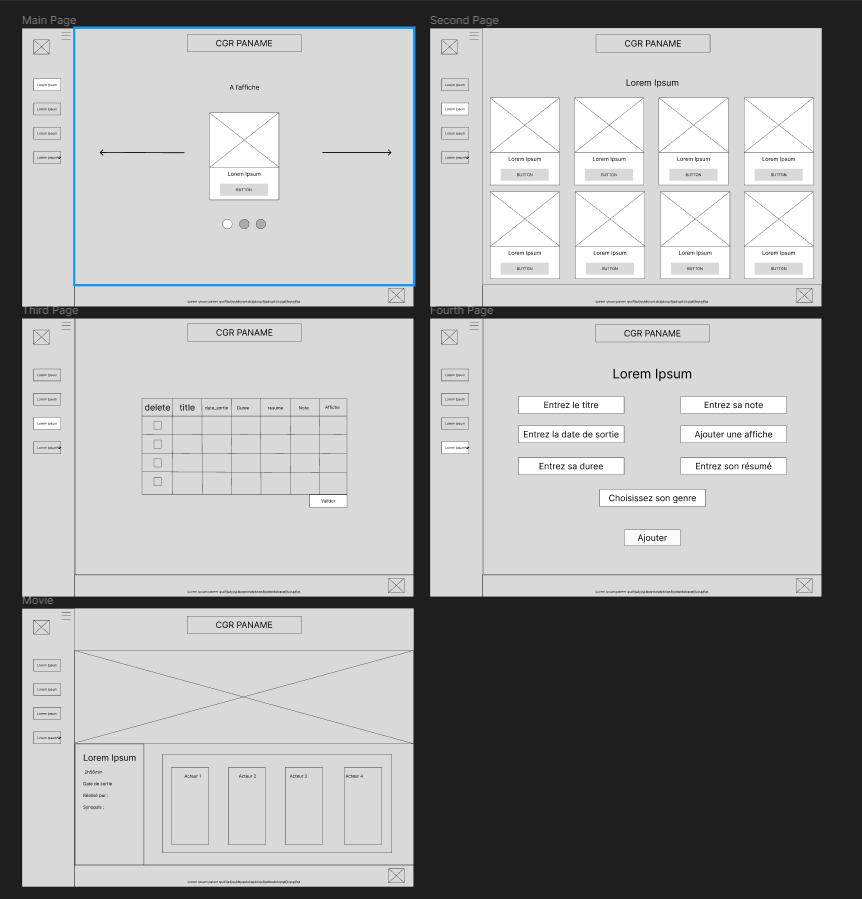 Main Page
CGR PANAME
Lorem Ipsum
Lorem Ipsum
Lorem Ipsum
Lorem Ipsum
A l'affiche
Lorem Ipsum
BUTTON
Second Page
CGR PANAME
Lorem Ipsum
Lorem Ipsum
Lorem Ipsum
Lorem Ipsum
Lorem Ipsum
Lorem Ipsum Lorem Ipsum Lorem Ipsum Lorem Ipsum
BUTTON BUTTON BUTTON BUTTON
Lorem Ipsum Lorem Ipsum Lorem Ipsum Lorem Ipsum
BUTTON BUTTON BUTTON BUTTON
Third Page
CGR PANAME
Lorem Ipsum
Lorem Ipsum
Lorem Ipsum
Lorem Ipsum
delete title date_sortie Duree resume Note Affiche
Valider
Fourth Page
CGR PANAME
Lorem Ipsum
Lorem Ipsum
Lorem Ipsum
Lorem Ipsum
Lorem Ipsum
Entrez le titre Entrez sa note
Entrez la date de sortie Ajouter une affiche
Entrez sa duree Entrez son résumé
Choisissez son genre
Ajouter
Movie
CGR PANAME
Lorem Ipsum
Lorem Ipsum
Lorem Ipsum
Lorem Ipsum
Lorem Ipsum
2h56min
Date de sortie
Réalisé par :
Synopsis :
Acteur 1 Acteur 2 Acteur 3 Acteur 4